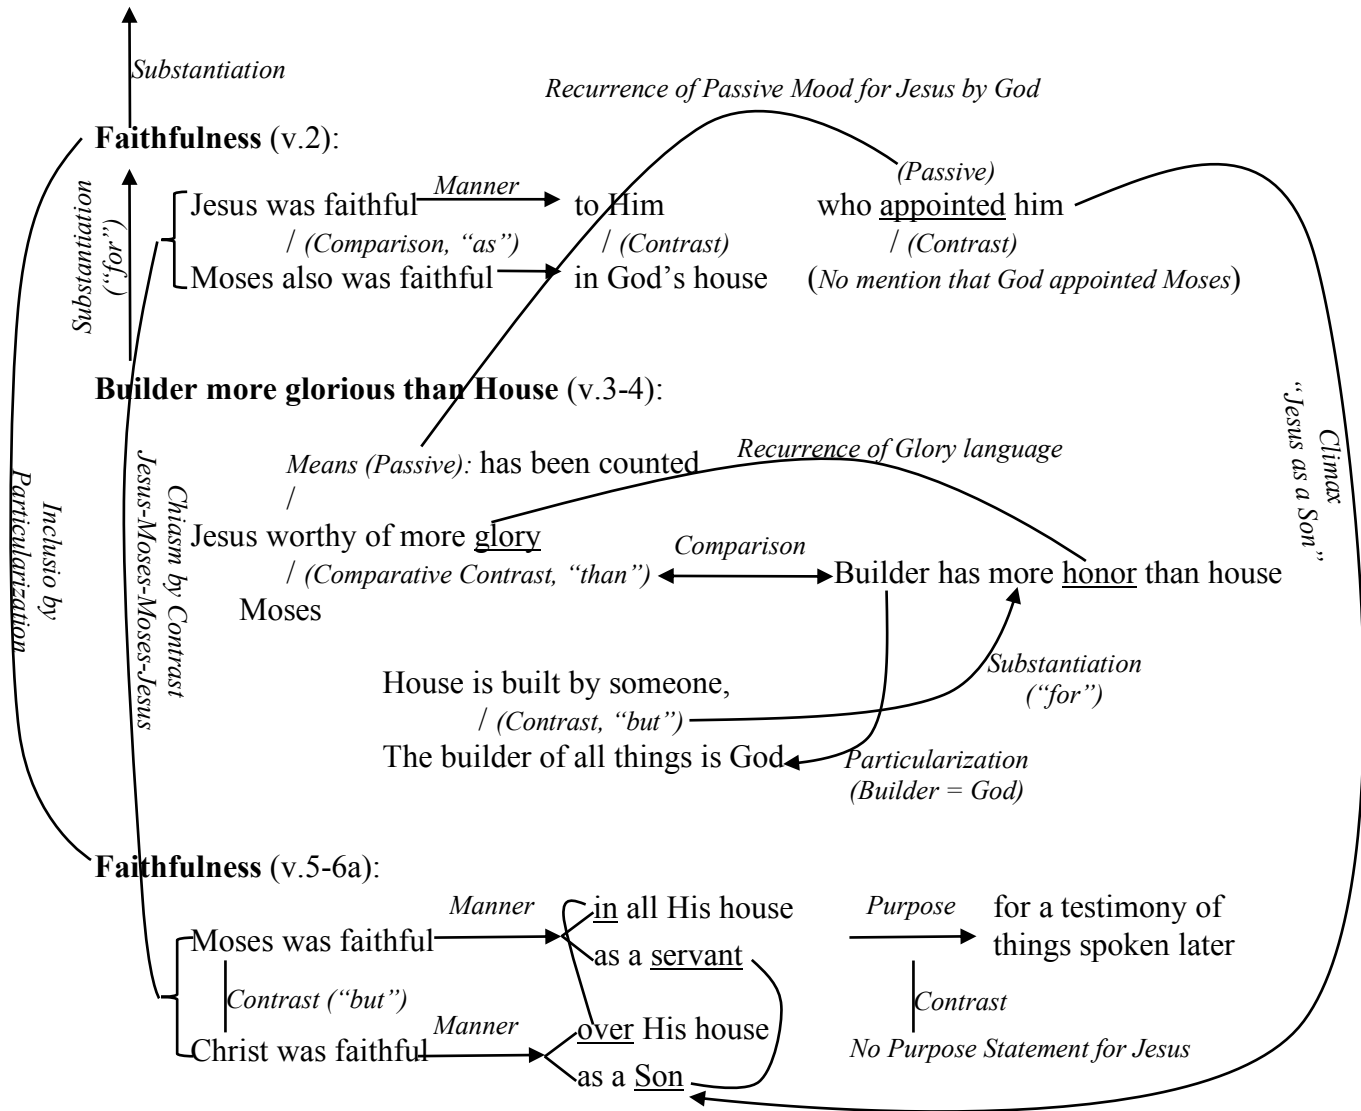 Substantiation
Recurrence of Passive Mood for Jesus by God
Faithfulness (v.2):
(Passive)
Manner
Jesus was faithful
to Him
who appointed him
/ (Comparison, “as”)
/ (Contrast)
/ (Contrast)
Moses also was faithful
in God’s house
(No mention that God appointed Moses)
Substantiation
(“for”)
Builder more glorious than House (v.3-4):
Means (Passive): has been counted
Recurrence of Glory language
/
Jesus worthy of more glory
Comparison
/ (Comparative Contrast, “than”)
Builder has more honor than house
Moses
Substantiation
(“for”)
House is built by someone,
/ (Contrast, “but”)
The builder of all things is God
Particularization
(Builder = God)
Inclusio by
Particularization
Chiasm by Contrast
Jesus-Moses-Moses-Jesus
Climax
“Jesus as a Son”
Faithfulness (v.5-6a):
Manner
in all His house
Purpose
for a testimony of
things spoken later
Moses was faithful
as a servant
Contrast (“but”)
Contrast
Manner
over His house
Christ was faithful
No Purpose Statement for Jesus
as a Son